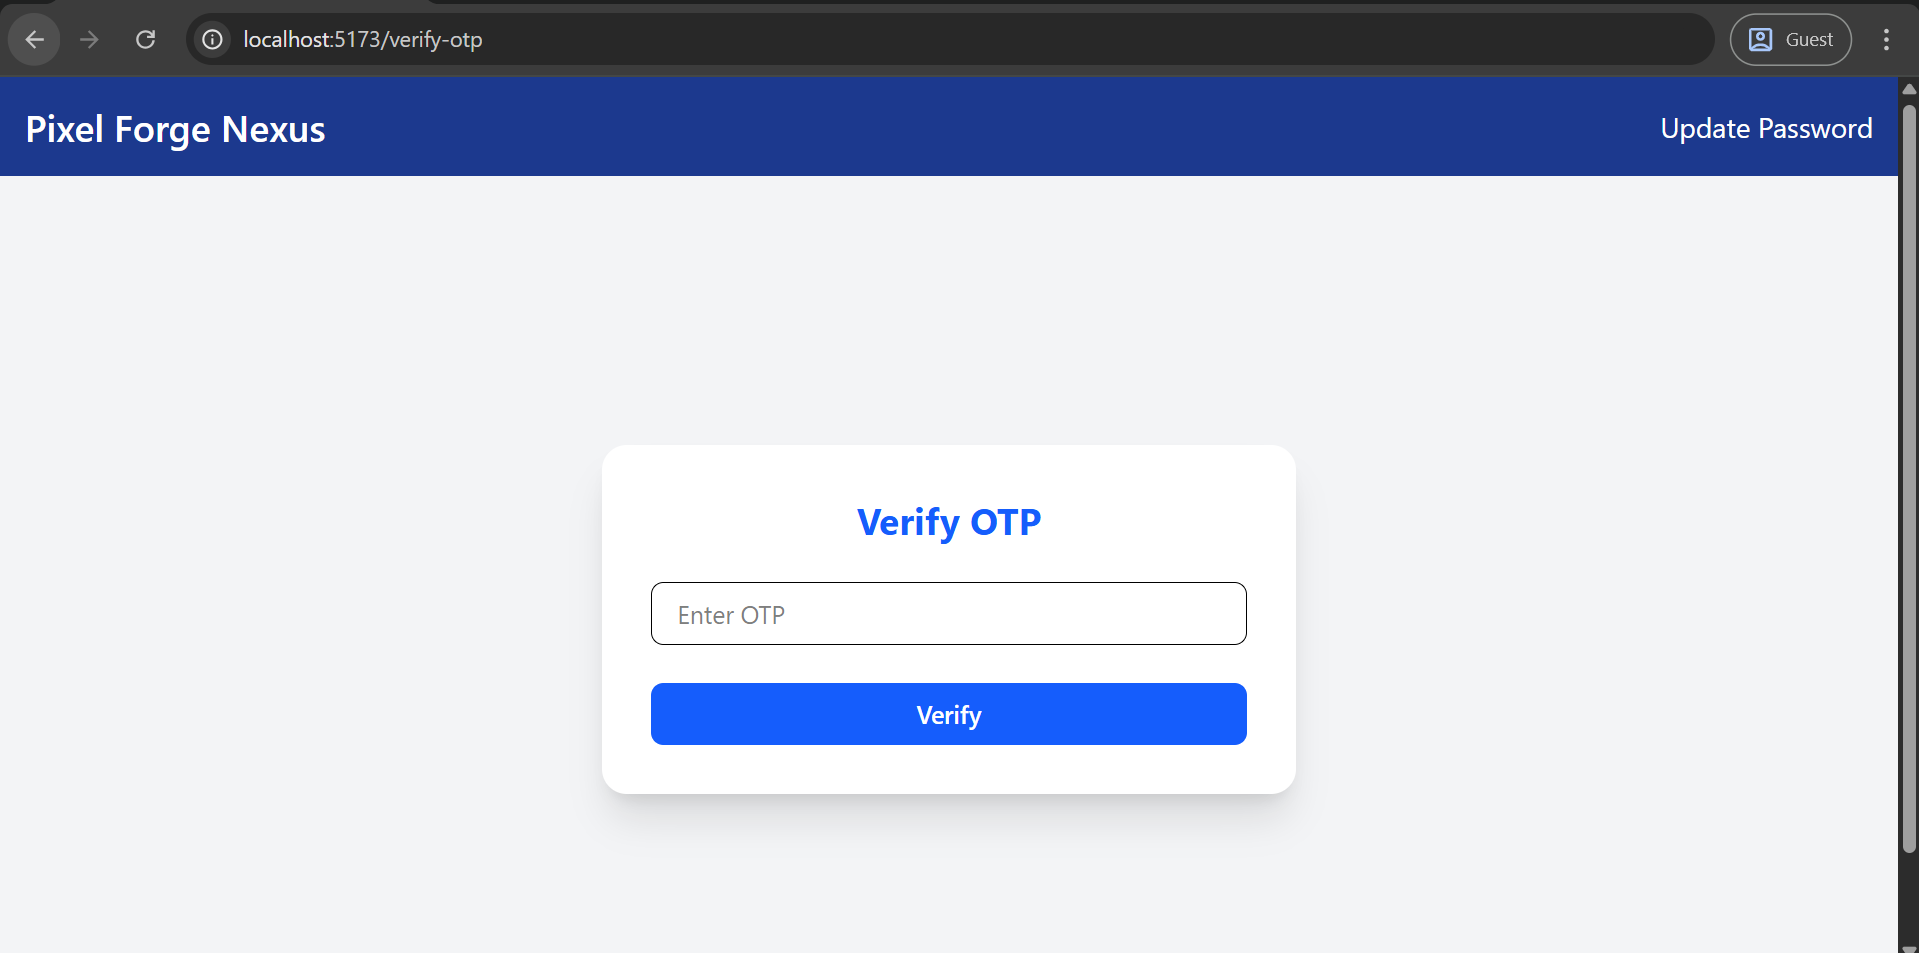 localhost:5173/verify-otp
Guest
Pixel Forge Nexus
Update Password
Verify OTP
Enter OTP
Verify